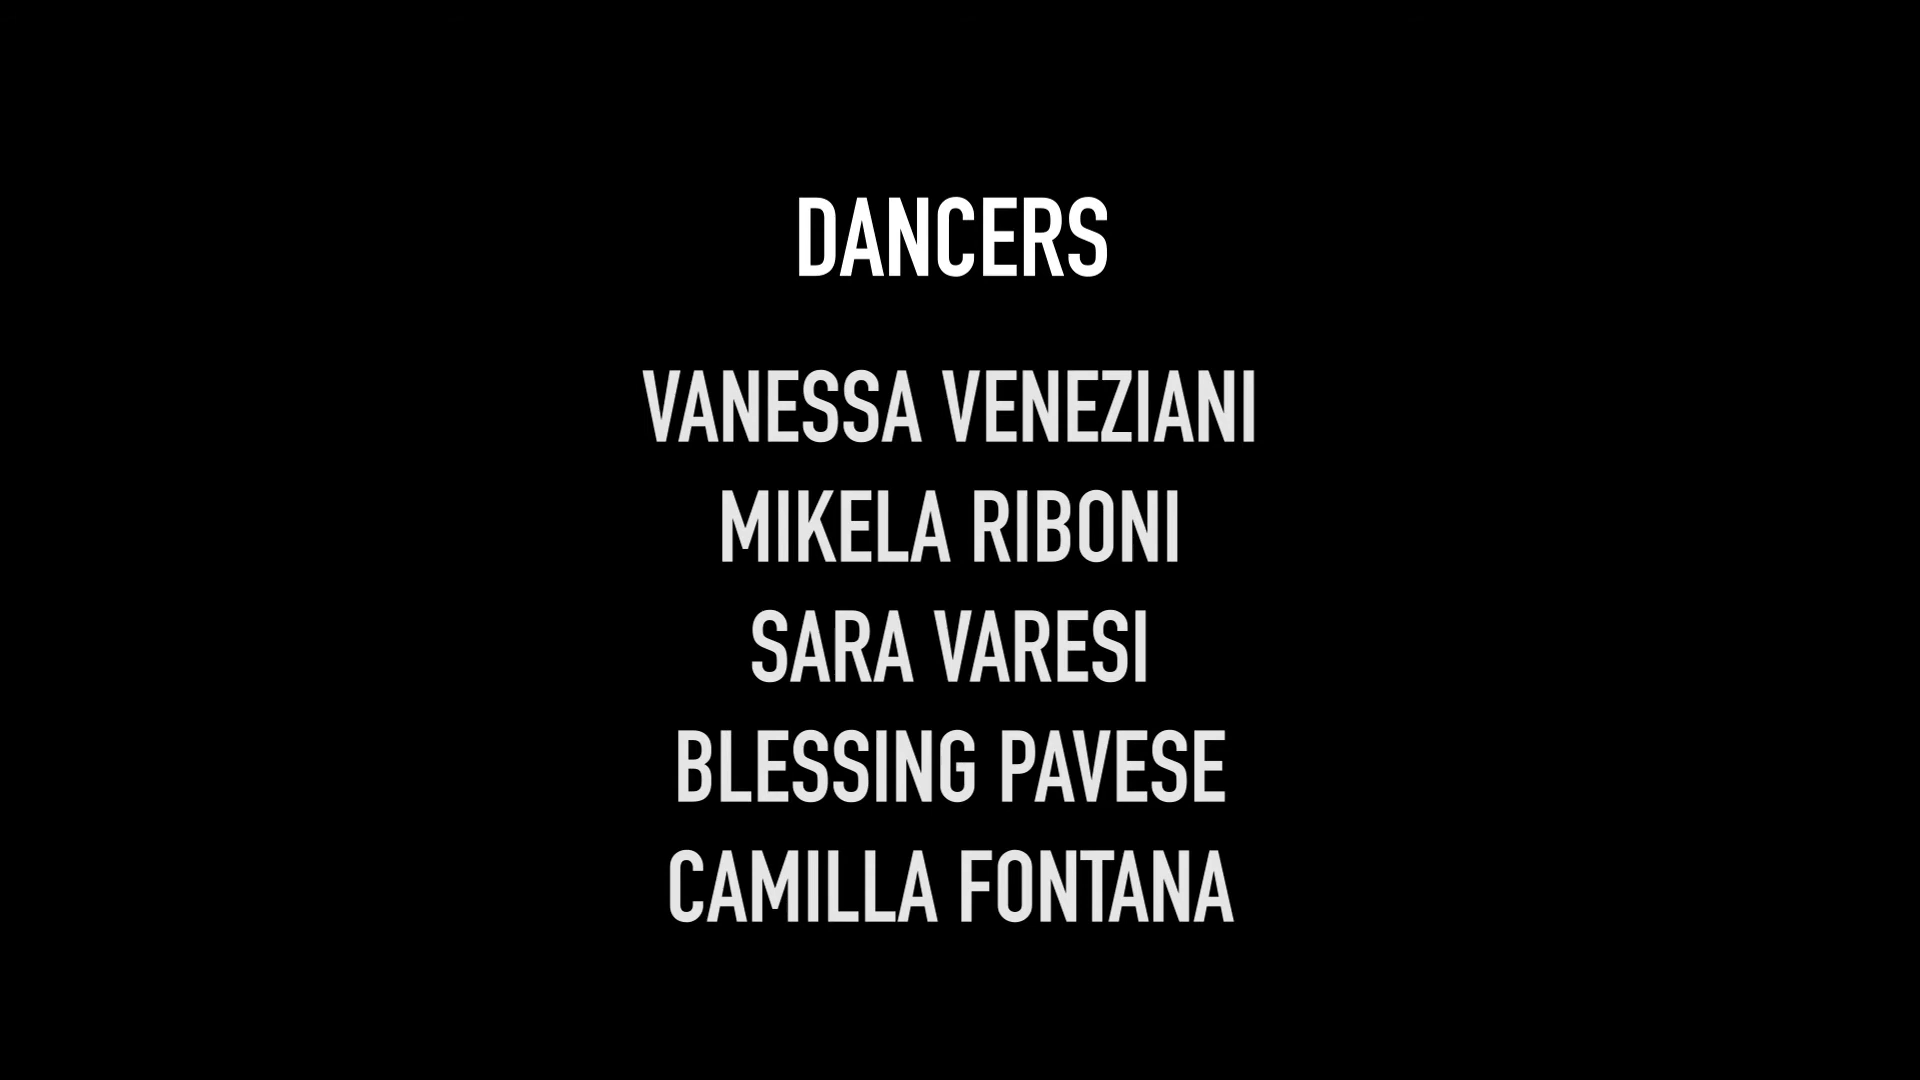 DANCERS
VANESSA VENEZIANI
MIKELA RIBONI
SARA VARESI
BLESSING PAVESE
CAMILLA FONTANA